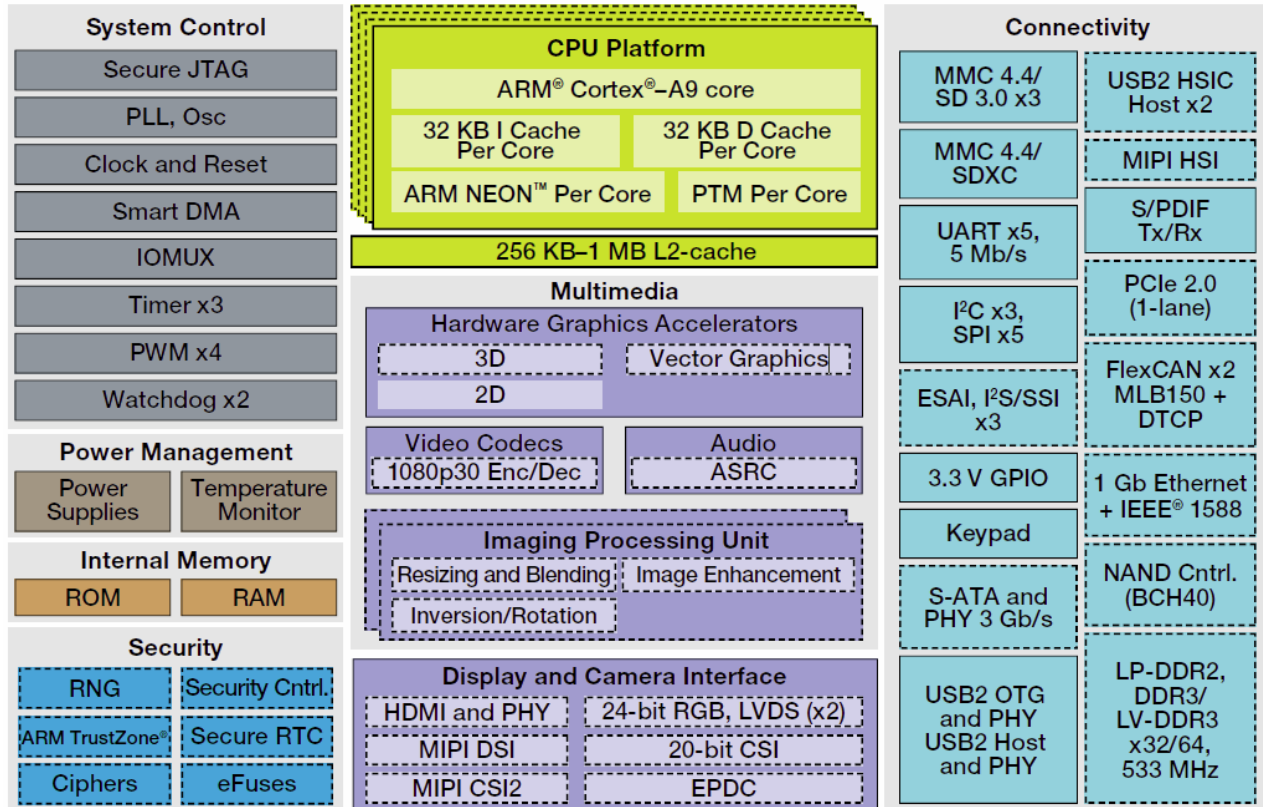 System Control
Secure JTAG
PLL, Osc
Clock and Reset
Smart DMA
IOMUX
Timer x3
PWM x4
Watchdog x2
Power Management
Power
Supplies
Temperature
Monitor
Internal Memory
ROM
RAM
Security
RNG
Security Cntrl.
ARM TrustZone®
Secure RTC
Ciphers
eFuses
CPU Platform
ARM® Cortex®–A9 core
32 KB I Cache
Per Core
32 KB D Cache
Per Core
ARM NEON™ Per Core
PTM Per Core
256 KB–1 MB L2-cache
Multimedia
Hardware Graphics Accelerators
3D
Vector Graphics
2D
Video Codecs
1080p30 Enc/Dec
Audio
ASRC
Imaging Processing Unit
Resizing and Blending
Image Enhancement
Inversion/Rotation
Display and Camera Interface
HDMI and PHY
24-bit RGB, LVDS (x2)
MIPI DSI
20-bit CSI
MIPI CSI2
EPDC
Connectivity
MMC 4.4/
SD 3.0 x3
MMC 4.4/
SDXC
UART x5,
5 Mb/s
I²C x3,
SPI x5
ESAI, I²S/SSI
x3
3.3 V GPIO
Keypad
S-ATA and
PHY 3 Gb/s
USB2 OTG
and PHY
USB2 Host
and PHY
USB2 HSIC
Host x2
MIPI HSI
S/PDIF
Tx/Rx
PCIe 2.0
(1-lane)
FlexCAN x2
MLB150 +
DTCP
1 Gb Ethernet
+ IEEE® 1588
NAND Cntrl.
(BCH40)
LP-DDR2,
DDR3/
LV-DDR3
x32/64,
533 MHz